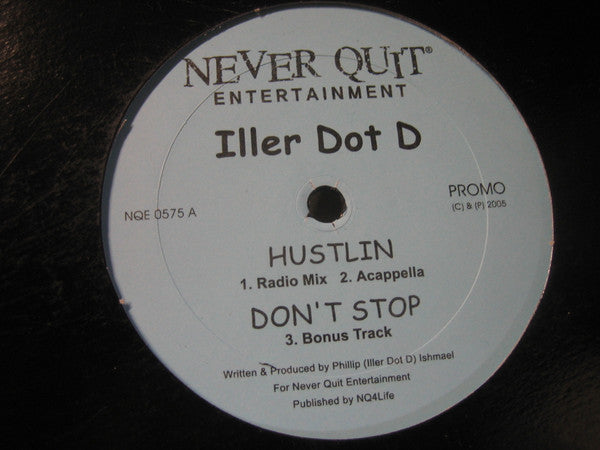 NEVER QUIT®
ENTERTAINMENT
Iller Dot D
NQE 0575 A
PROMO
(C) & (P) 2005
HUSTLIN
1. Radio Mix 2. Acappella
DON'T STOP
3. Bonus Track
Written & Produced by Phillip (Iller Dot D) Ishmael
For Never Quit Entertainment
Published by NQ4Life